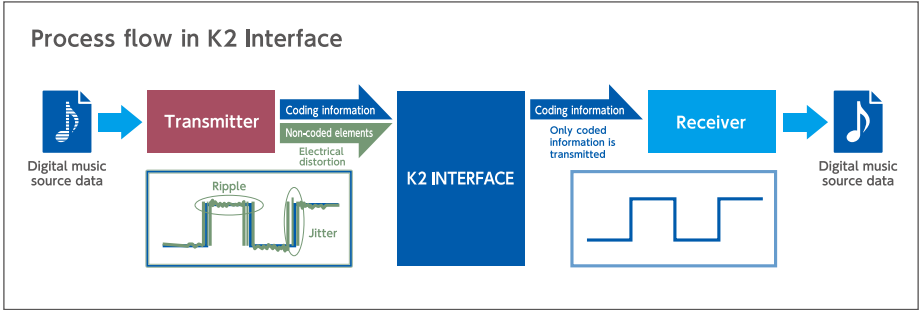 Process flow in K2 Interface
Digital music
source data
Transmitter
Coding information
Non-coded elements
Electrical
distortion
Ripple
Jitter
K2 INTERFACE
Coding information
Only coded
information is
transmitted
Receiver
Digital music
source data